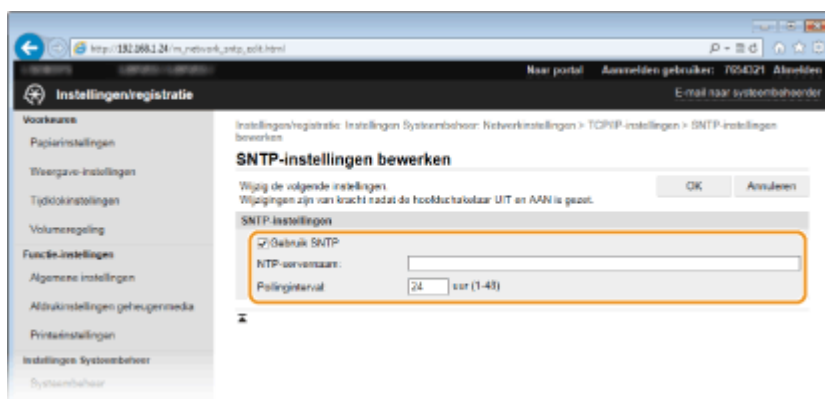 http://192.168.1.24/m_network_sntp_edit.html
Naar portal Aanmelden gebruiker: 7654321 Afmelden
Instellingen/registratie
E-mail naar systeembeheerder
Voorkeuren
Papierinstellingen
Weergave-instellingen
Tijdklokinstellingen
Volumeregeling
Functie-instellingen
Algemene instellingen
Afdrukinstellingen geheugenmedia
Printerinstellingen
Instellingen Systeembeheer
Systeembeheer
Instellingen/registratie: Instellingen Systeembeheer: Netwerkinstellingen > TCP/IP-instellingen > SNTP-instellingen
bewerken
SNTP-instellingen bewerken
Wijzig de volgende instellingen.
Wijzigingen zijn van kracht nadat de hoofdschakelaar UIT en AAN is gezet.
OK Annuleren
SNTP-instellingen
Gebruik SNTP
NTP-servernaam:
Pollinginterval: 24 uur (1-48)